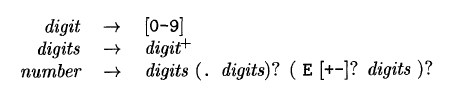 digit → [0-9]
digits → digit+
number → digits (. digits)? ( E [+-]? digits )?